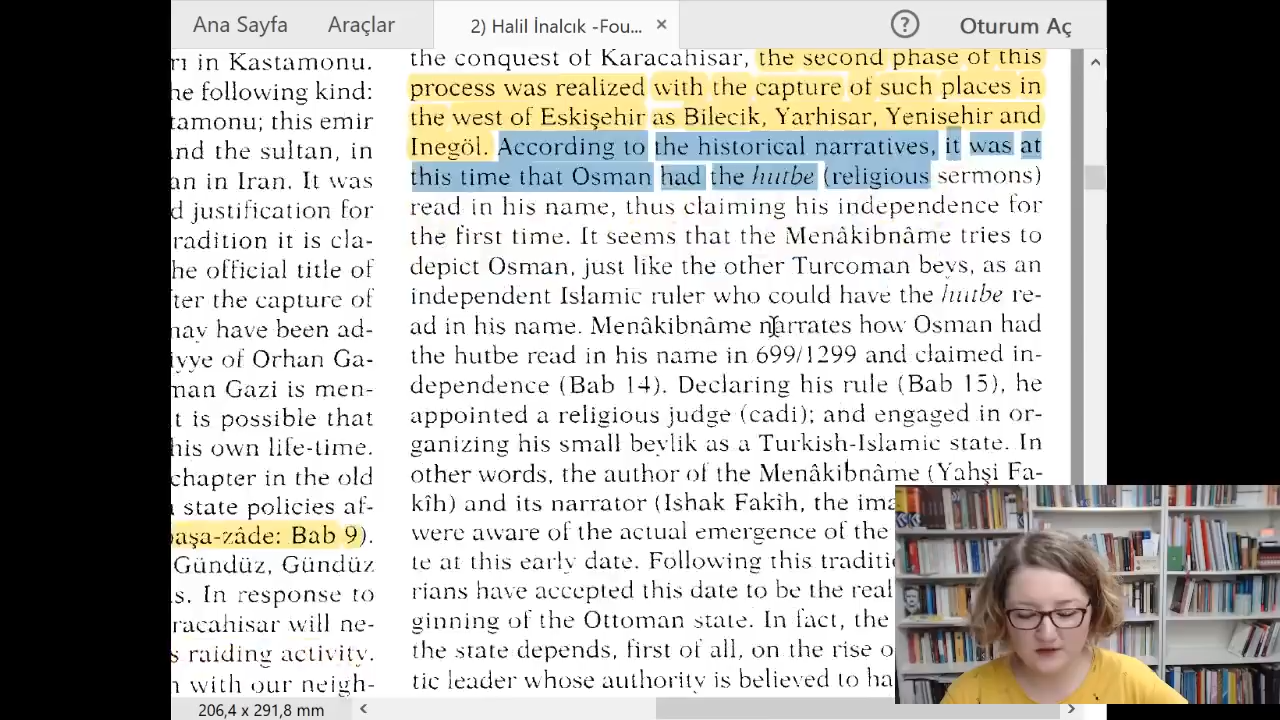 Ana Sayfa
Araçlar
2) Halil İnalcık -Fou...
Oturum Aç
in Kastamonu.
he following kind:
tamonu; this emir
nd the sultan, in
an in Iran. It was
d justification for
radition it is cla-
he official title of
ter the capture of
may have been ad-
iyye of Orhan Ga-
man Gazi is men-
t is possible that
his own life-time.
chapter in the old
state policies af-
paşa-zâde: Bab 9).
Gündüz, Gündüz
s. In response to
racahisar will ne-
s raiding activity.
n with our neigh-
the conquest of Karacahisar, the second phase of this
process was realized with the capture of such places in
the west of Eskişehir as Bilecik, Yarhisar, Yenisehir and
Inegöl. According to the historical narratives, it was at
this time that Osman had the hutbe (religious sermons)
read in his name, thus claiming his independence for
the first time. It seems that the Menâkibnâme tries to
depict Osman, just like the other Turcoman beys, as an
independent Islamic ruler who could have the hutbe re-
ad in his name. Menâkibnâme narrates how Osman had
the hutbe read in his name in 699/1299 and claimed in-
dependence (Bab 14). Declaring his rule (Bab 15), he
appointed a religious judge (cadi); and engaged in or-
ganizing his small beylik as a Turkish-Islamic state. In
other words, the author of the Menâkibnâme (Yahşi Fa-
kîh) and its narrator (Ishak Fakîh, the ima
were aware of the actual emergence of the
te at this early date. Following this traditi
rians have accepted this date to be the real
ginning of the Ottoman state. In fact, the
the state depends, first of all, on the rise o
tic leader whose authority is believed to ha
206,4 x 291,8 mm